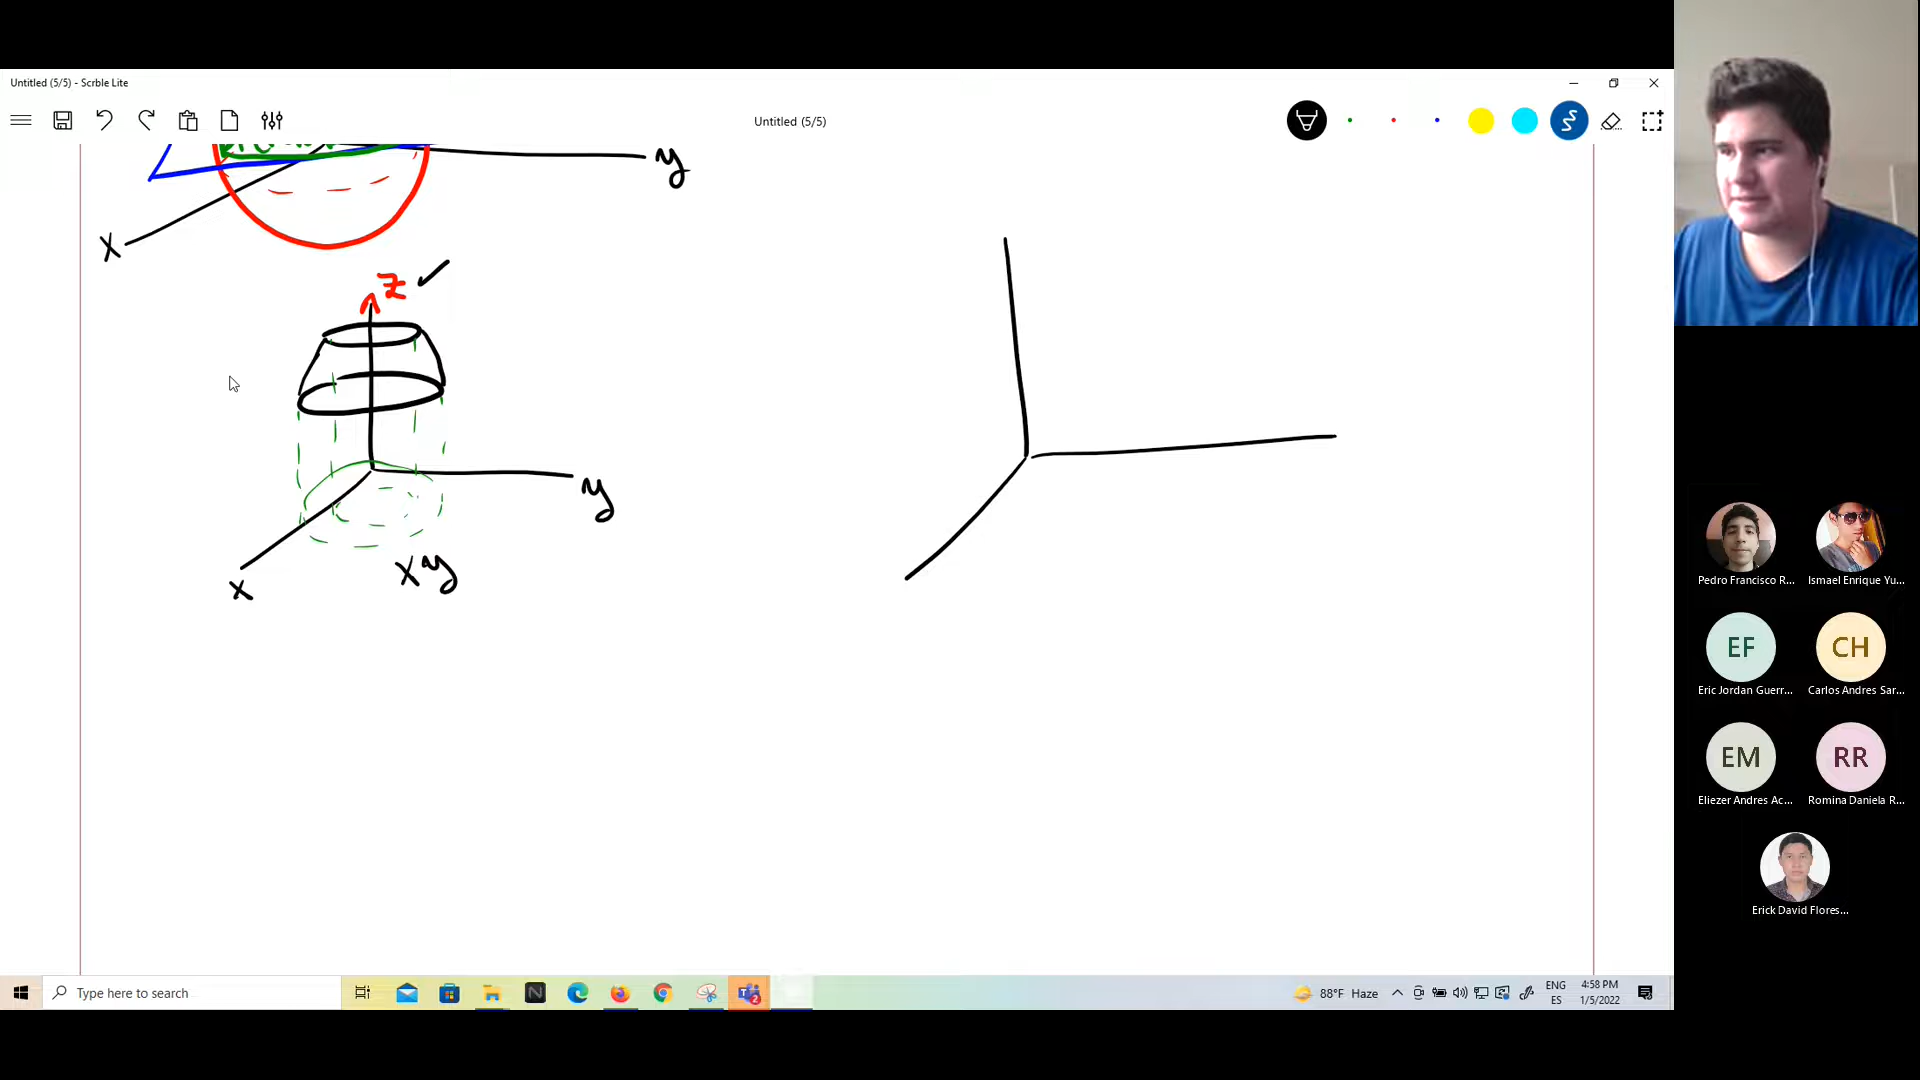 Untitled (5/5) - Scrble Lite
Untitled (5/5)
y
X
z
y
x
xy
Pedro Francisco R...
Ismael Enrique Yu...
EF
CH
Eric Jordan Guerr...
Carlos Andres Sar...
EM
RR
Eliezer Andres Ac...
Romina Daniela R...
Erick David Flores...
Type here to search
2
88°F Haze
ENG
ES
4:58 PM
1/5/2022